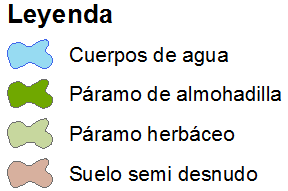 Leyenda
Cuerpos de agua
Páramo de almohadilla
Páramo herbáceo
Suelo semi desnudo